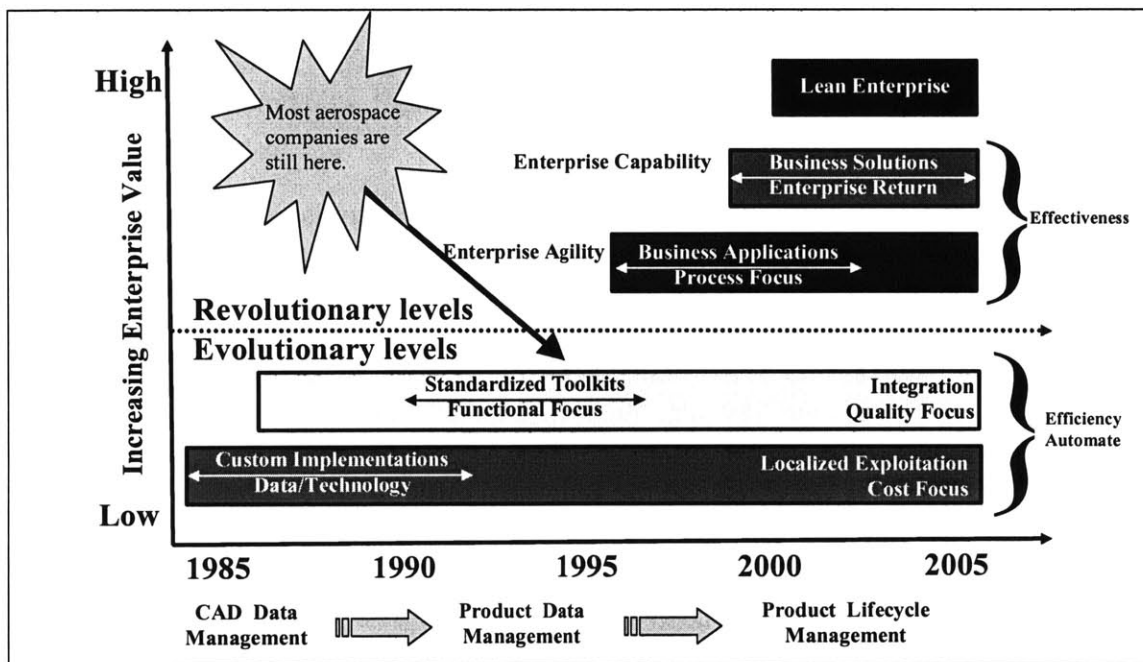 High
Increasing Enterprise Value
Low
Most aerospace
companies are
still here.
Lean Enterprise
Enterprise Capability
Business Solutions
Enterprise Return
Effectiveness
Enterprise Agility
Business Applications
Process Focus
Revolutionary levels
Evolutionary levels
Standardized Toolkits
Functional Focus
Integration
Quality Focus
Efficiency
Automate
Custom Implementations
Data/Technology
Localized Exploitation
Cost Focus
1985
1990
1995
2000
2005
CAD Data
Management
Product Data
Management
Product Lifecycle
Management